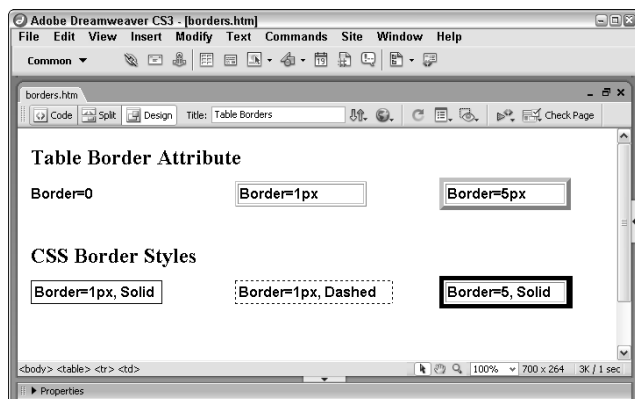 Adobe Dreamweaver CS3 - [borders.htm]
File Edit View Insert Modify Text Commands Site Window Help
Common
19
borders.htm
Code Split Design Title: Table Borders Check Page
Table Border Attribute
Border=0 Border=1px Border=5px
CSS Border Styles
Border=1px, Solid Border=1px, Dashed Border=5, Solid
<body> <table> <tr> <td> 100% 700 x 264 3K / 1 sec
Properties